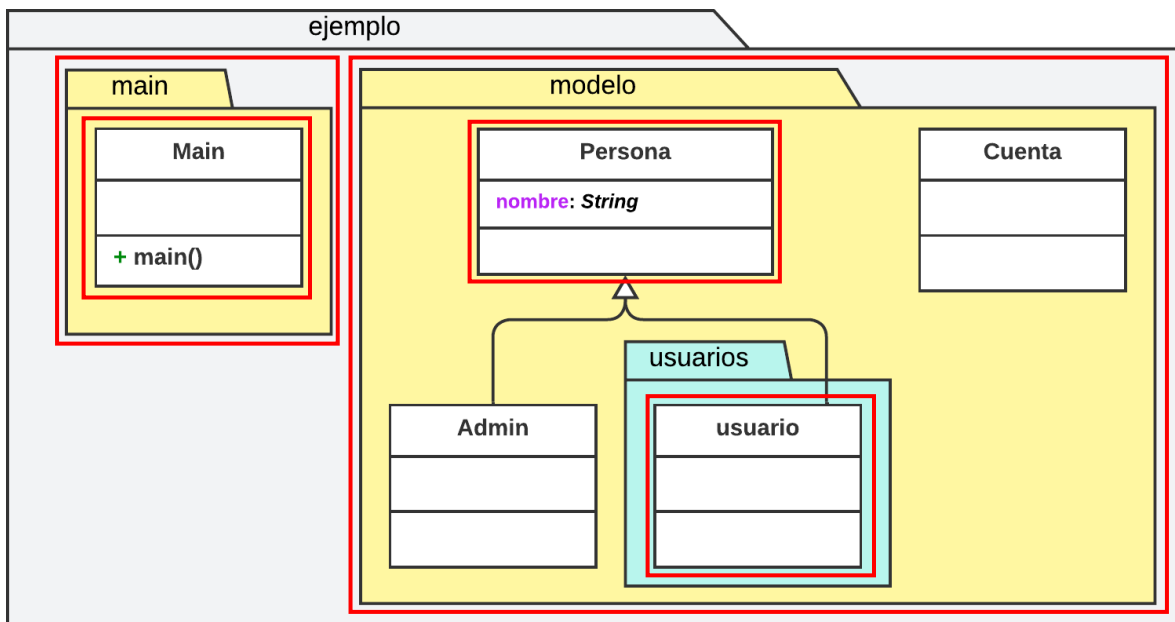 ejemplo
main
modelo
Main
Persona
Cuenta
nombre: String
+ main()
usuarios
Admin
usuario